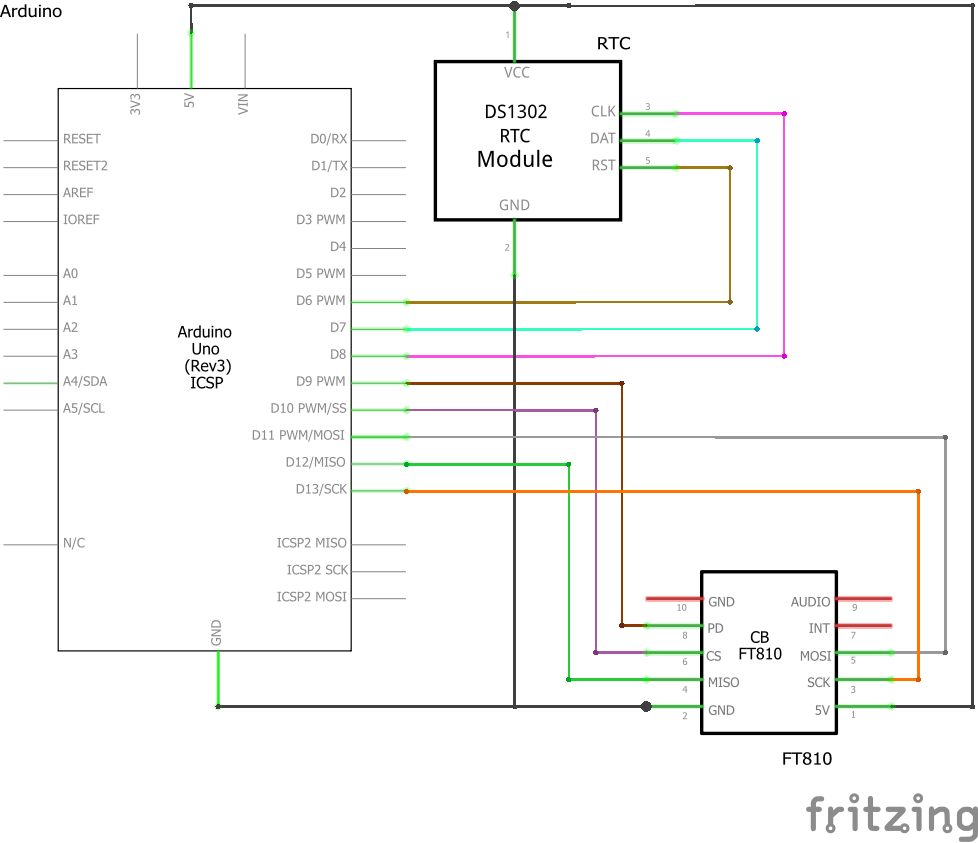 Arduino
3V3
5V
VIN
RESET
RESET2
AREF
IOREF
A0
A1
A2
A3
A4/SDA
A5/SCL
N/C
Arduino
Uno
(Rev3)
ICSP
D0/RX
D1/TX
D2
D3 PWM
D4
D5 PWM
D6 PWM
D7
D8
D9 PWM
D10 PWM/SS
D11 PWM/MOSI
D12/MISO
D13/SCK
ICSP2 MISO
ICSP2 SCK
ICSP2 MOSI
GND
RTC
1
VCC
DS1302
RTC
Module
CLK 3
DAT 4
RST 5
GND
2
10 GND
8 PD
6 CS
4 MISO
2 GND
CB
FT810
AUDIO 9
INT 7
MOSI 5
SCK 3
5V 1
FT810
fritzing